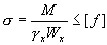 σ = M / (γₓWₓ) ≤ [f]